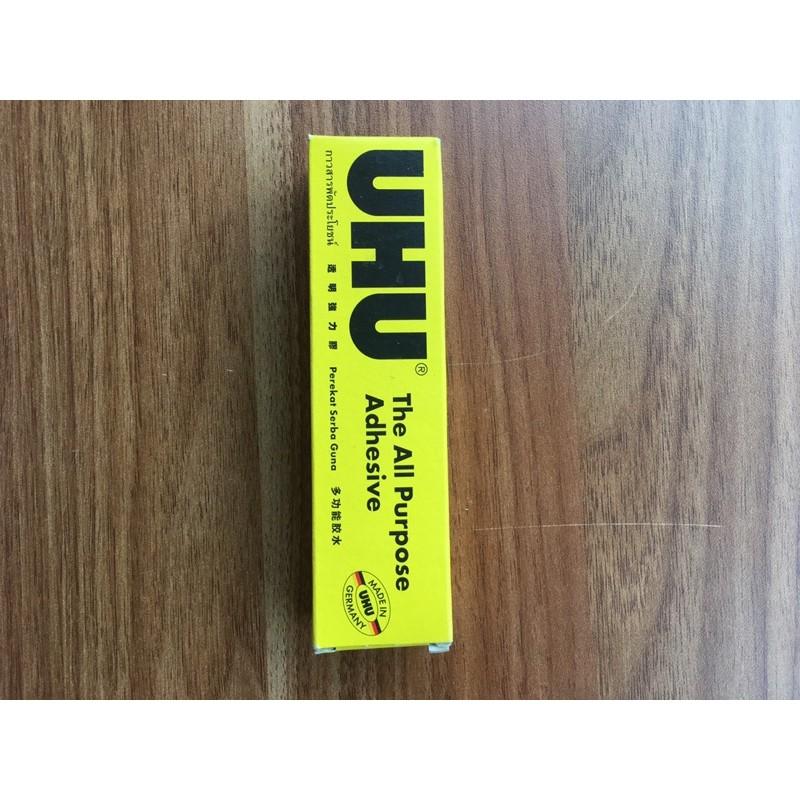 UHU®
The All Purpose
Adhesive
กาวสารพัดประโยชน์ 透明強力膠 Perekat Serba Guna 多功能胶水
MADE IN
UHU
GERMANY